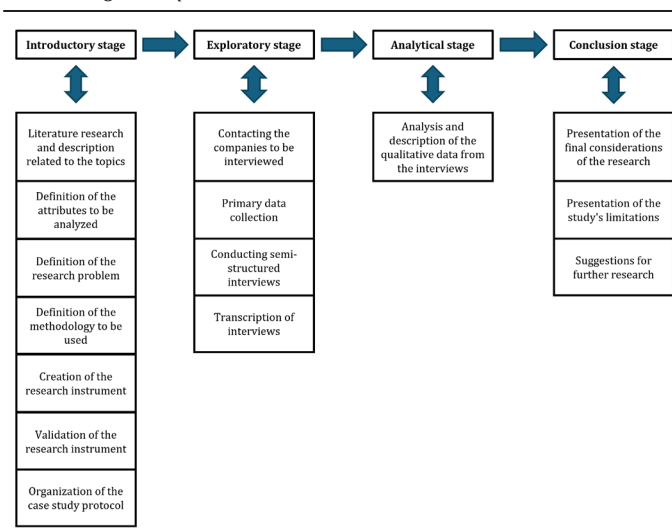 Introductory stage
Exploratory stage
Analytical stage
Conclusion stage
Literature research
and description
related to the topics
Definition of the
attributes to be
analyzed
Definition of the
research problem
Definition of the
methodology to be
used
Creation of the
research instrument
Validation of the
research instrument
Organization of the
case study protocol
Contacting the
companies to be
interviewed
Primary data
collection
Conducting semi-
structured
interviews
Transcription of
interviews
Analysis and
description of the
qualitative data from
the interviews
Presentation of the
final considerations
of the research
Presentation of the
study's limitations
Suggestions for
further research